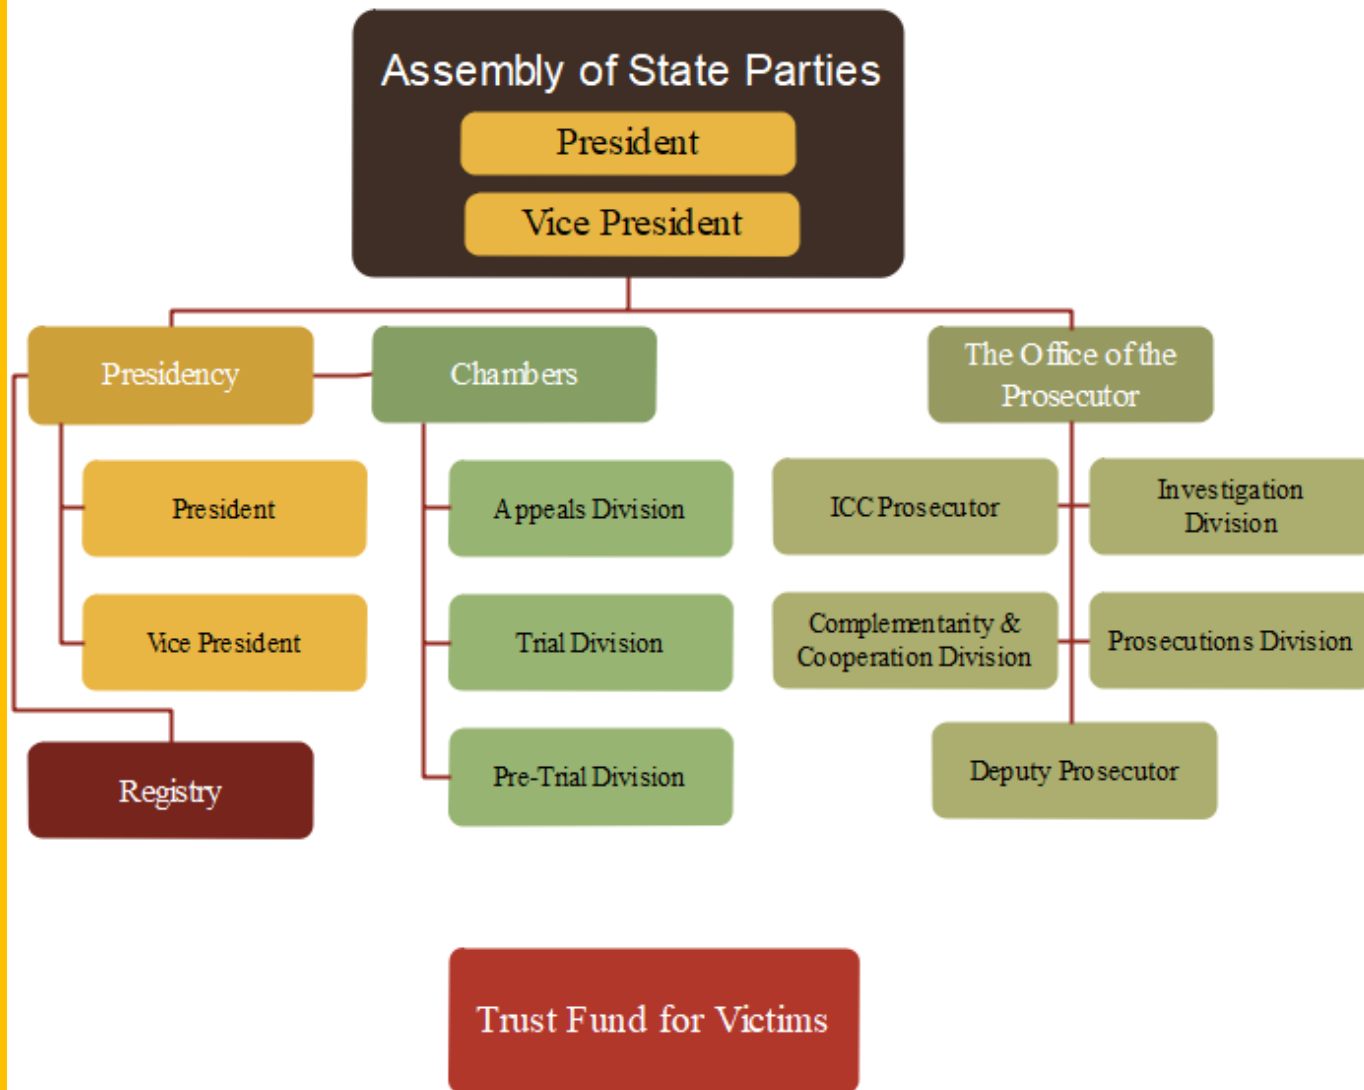 Assembly of State Parties
President
Vice President
Presidency
Chambers
The Office of the
Prosecutor
President
Appeals Division
ICC Prosecutor
Investigation
Division
Vice President
Trial Division
Complementarity &
Cooperation Division
Prosecutions Division
Registry
Pre-Trial Division
Deputy Prosecutor
Trust Fund for Victims